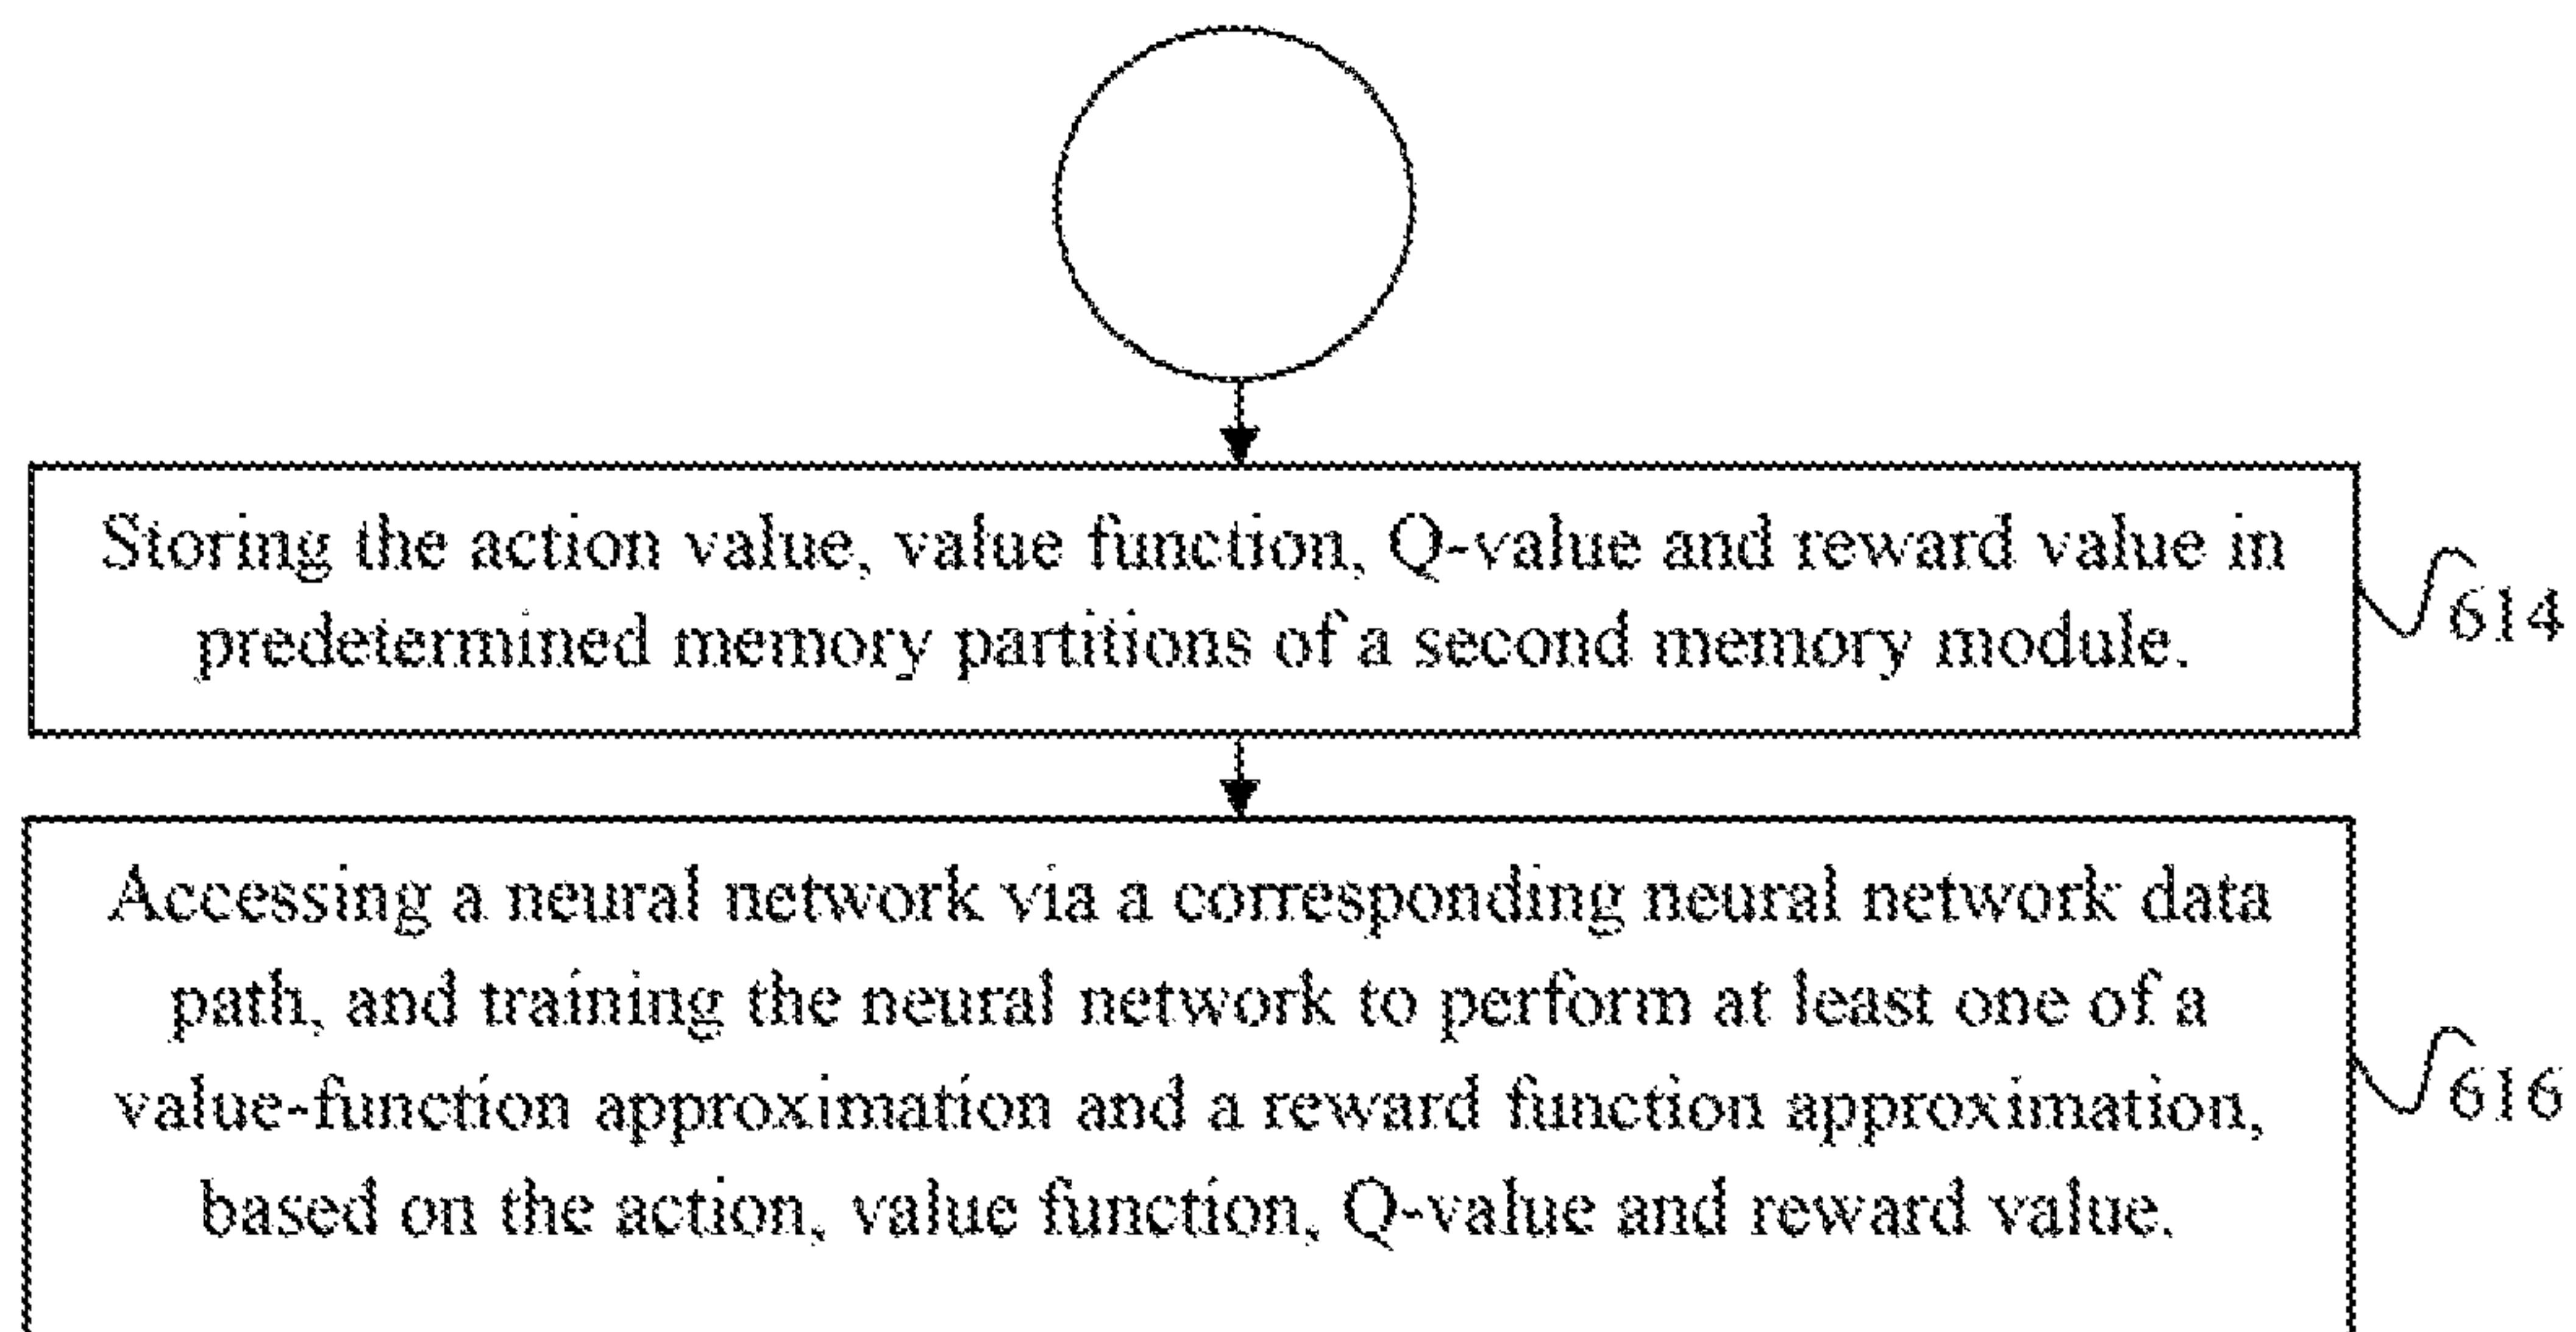 Storing the action value, value function, Q-value and reward value in
predetermined memory partitions of a second memory module.
614
Accessing a neural network via a corresponding neural network data
path, and training the neural network to perform at least one of a
value-function approximation and a reward function approximation,
based on the action, value function, Q-value and reward value.
616